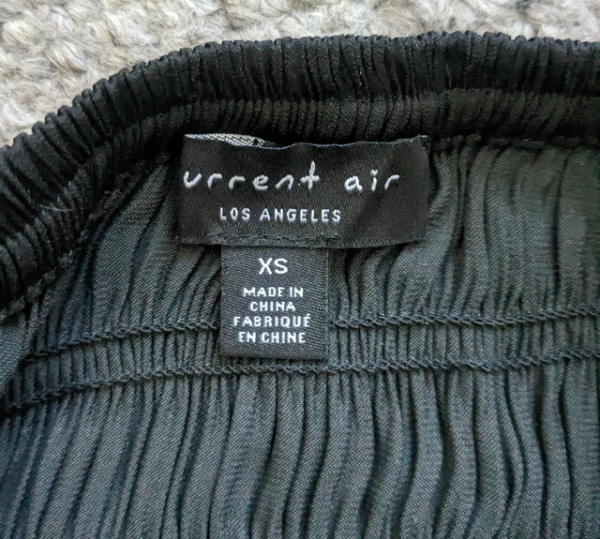 urrent air
LOS ANGELES
XS
MADE IN
CHINA
FABRIQUÉ
EN CHINE